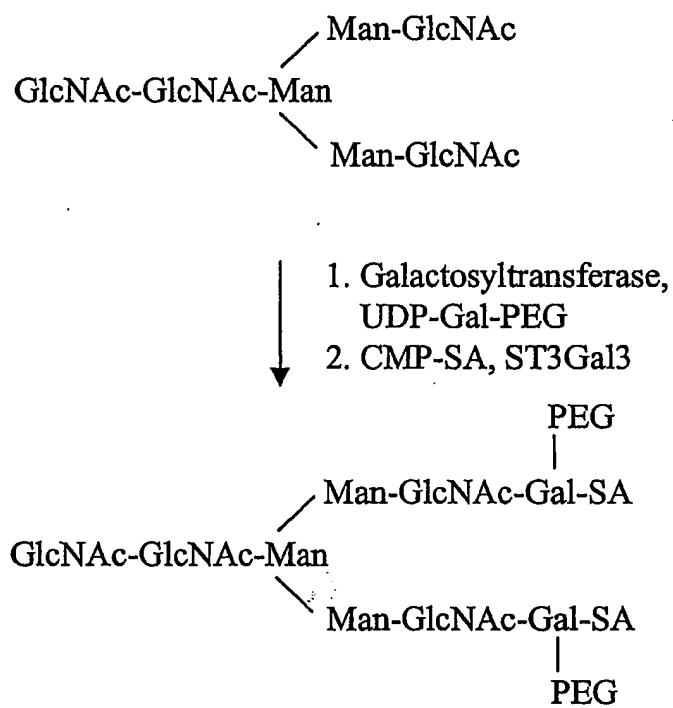 Man-GlcNAc
GlcNAc-GlcNAc-Man
Man-GlcNAc
1. Galactosyltransferase,
UDP-Gal-PEG
2. CMP-SA, ST3Gal3
PEG
Man-GlcNAc-Gal-SA
GlcNAc-GlcNAc-Man
Man-GlcNAc-Gal-SA
PEG